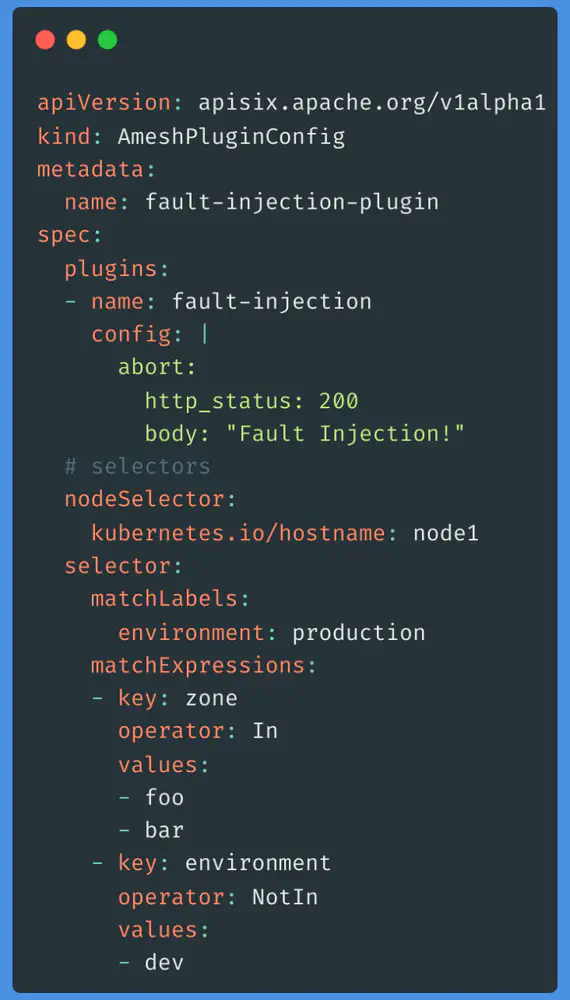 apiVersion: apisix.apache.org/v1alpha1
kind: AmeshPluginConfig
metadata:
  name: fault-injection-plugin
spec:
  plugins:
  - name: fault-injection
    config: |
      abort:
        http_status: 200
        body: "Fault Injection!"
  # selectors
  nodeSelector:
    kubernetes.io/hostname: node1
  selector:
    matchLabels:
      environment: production
    matchExpressions:
    - key: zone
      operator: In
      values:
      - foo
      - bar
    - key: environment
      operator: NotIn
      values:
      - dev